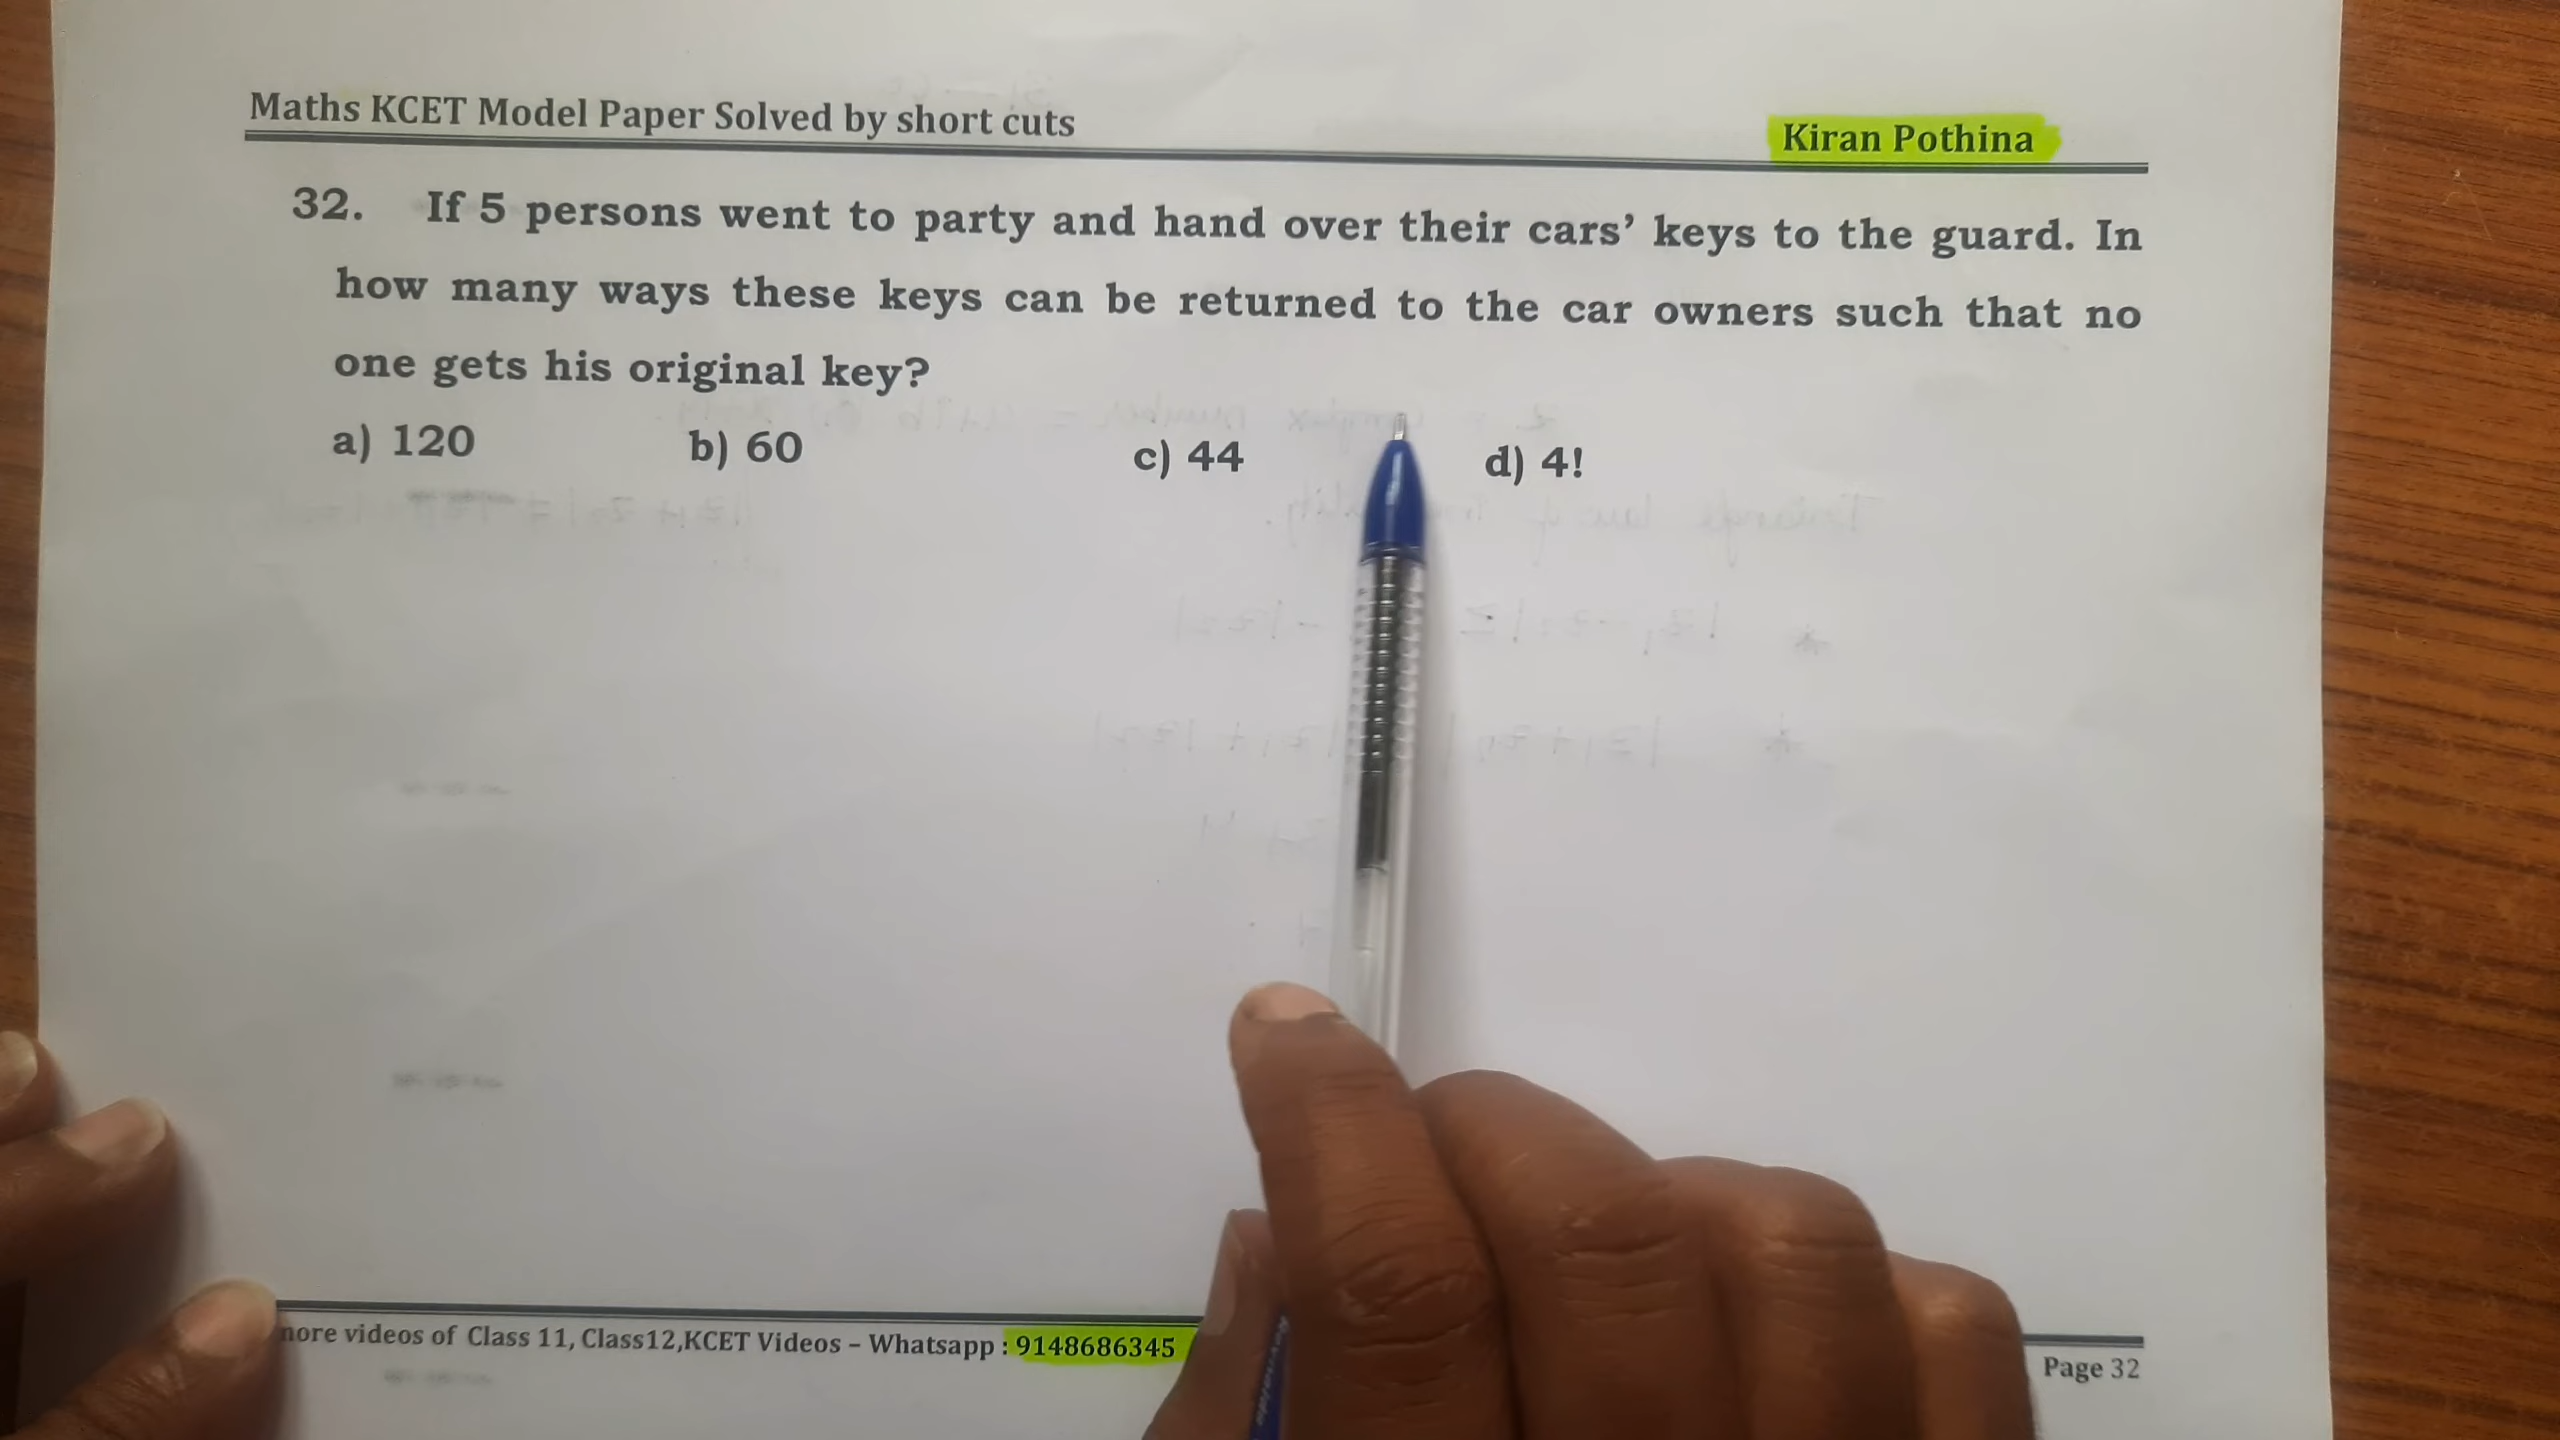 Maths KCET Model Paper Solved by short cuts
Kiran Pothina
32. If 5 persons went to party and hand over their cars’ keys to the guard. In
how many ways these keys can be returned to the car owners such that no
one gets his original key?
a) 120 b) 60 c) 44 d) 4!
more videos of Class 11, Class12,KCET Videos – Whatsapp : 9148686345
Page 32